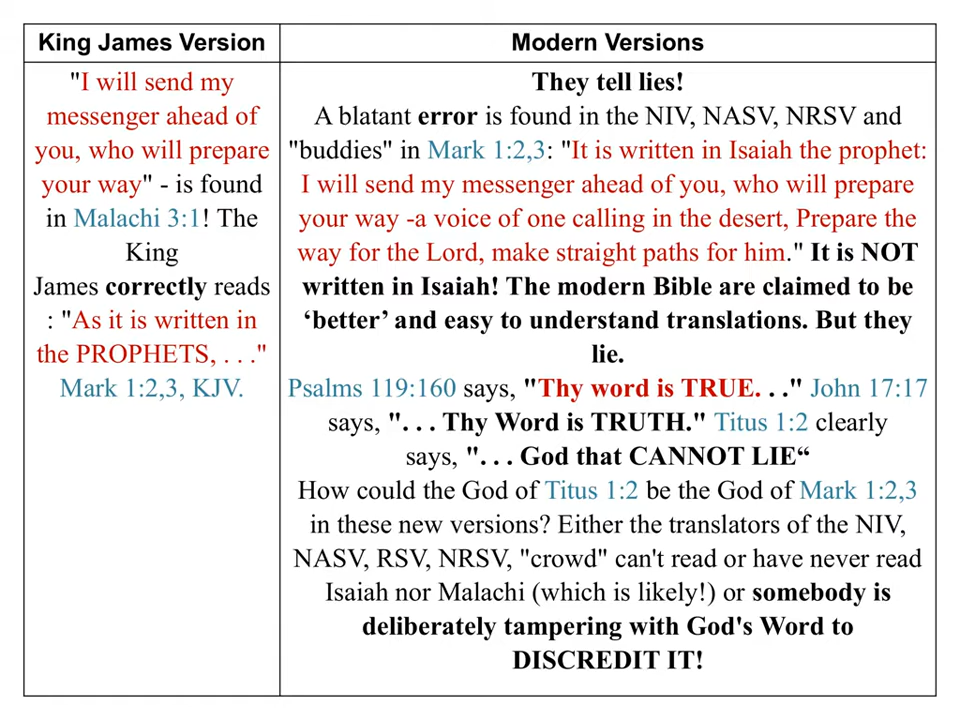 King James Version
Modern Versions
"I will send my
messenger ahead of
you, who will prepare
your way" - is found
in Malachi 3:1! The
King
James correctly reads
: "As it is written in
the PROPHETS, . . ."
Mark 1:2,3, KJV.
They tell lies!
A blatant error is found in the NIV, NASV, NRSV and
"buddies" in Mark 1:2,3: "It is written in Isaiah the prophet:
I will send my messenger ahead of you, who will prepare
your way -a voice of one calling in the desert, Prepare the
way for the Lord, make straight paths for him." It is NOT
written in Isaiah! The modern Bible are claimed to be
‘better’ and easy to understand translations. But they
lie.
Psalms 119:160 says, "Thy word is TRUE. . ." John 17:17
says, ". . . Thy Word is TRUTH." Titus 1:2 clearly
says, ". . . God that CANNOT LIE“
How could the God of Titus 1:2 be the God of Mark 1:2,3
in these new versions? Either the translators of the NIV,
NASV, RSV, NRSV, "crowd" can't read or have never read
Isaiah nor Malachi (which is likely!) or somebody is
deliberately tampering with God's Word to
DISCREDIT IT!